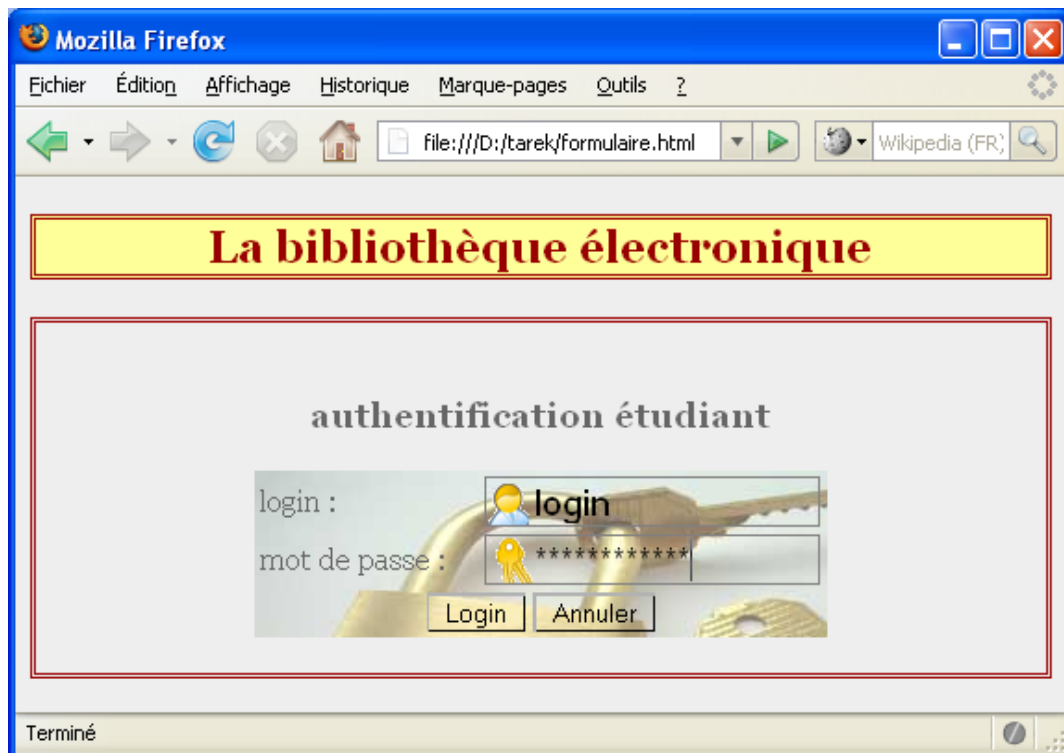 Mozilla Firefox
Fichier Édition Affichage Historique Marque-pages Outils ?
file:///D:/tarek/formulaire.html Wikipedia (FR)
La bibliothèque électronique
authentification étudiant
login : login
mot de passe : ************
Login Annuler
Terminé